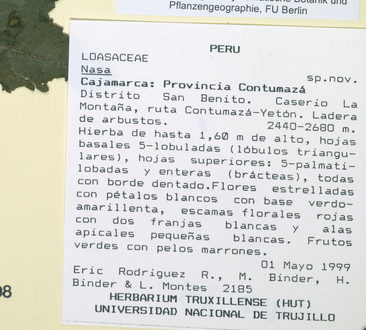 Pflanzengeographie, FU Berlin
PERU
LOASACEAE
Nasa sp.nov.
Cajamarca: Provincia Contumazá
Distrito San Benito. Caserio La
Montaña, ruta Contumazá-Yetón. Ladera
de arbustos. 2440-2680 m.
Hierba de hasta 1,60 m de alto, hojas
basales 5-lobuladas (lóbulos triangu-
lares), hojas superiores: 5-palmati-
lobadas y enteras (brácteas), todas
con borde dentado.Flores estrelladas
con pétalos blancos con base verdo-
amarillenta, escamas florales rojas
con dos franjas blancas y alas
apicales pequeñas blancas. Frutos
verdes con pelos marrones.
01 Mayo 1999
Eric Rodríguez R., M. Binder, H.
Binder & L. Montes 2185
HERBARIUM TRUXILLENSE (HUT)
UNIVERSIDAD NACIONAL DE TRUJILLO